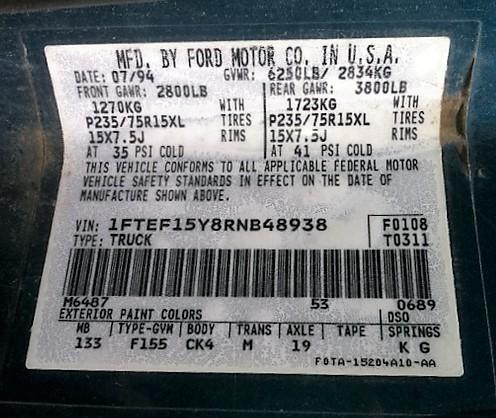 MFD. BY FORD MOTOR CO. IN U.S.A.
DATE: 07/94 GVWR: 6250LB/ 2834KG
FRONT GAWR: 2800LB REAR GAWR: 3800LB
1270KG WITH 1723KG WITH
P235/75R15XL TIRES P235/75R15XL TIRES
15X7.5J RIMS 15X7.5J RIMS
AT 35 PSI COLD AT 41 PSI COLD
THIS VEHICLE CONFORMS TO ALL APPLICABLE FEDERAL MOTOR
VEHICLE SAFETY STANDARDS IN EFFECT ON THE DATE OF
MANUFACTURE SHOWN ABOVE.
VIN: 1FTEF15Y8RNB48938 F0108
TYPE: TRUCK T0311
M6487 53 0689
EXTERIOR PAINT COLORS DSO
MB TYPE-GVW BODY TRANS AXLE TAPE SPRINGS
133 F155 CK4 M 19 K G
F0TA-15204A10-AA